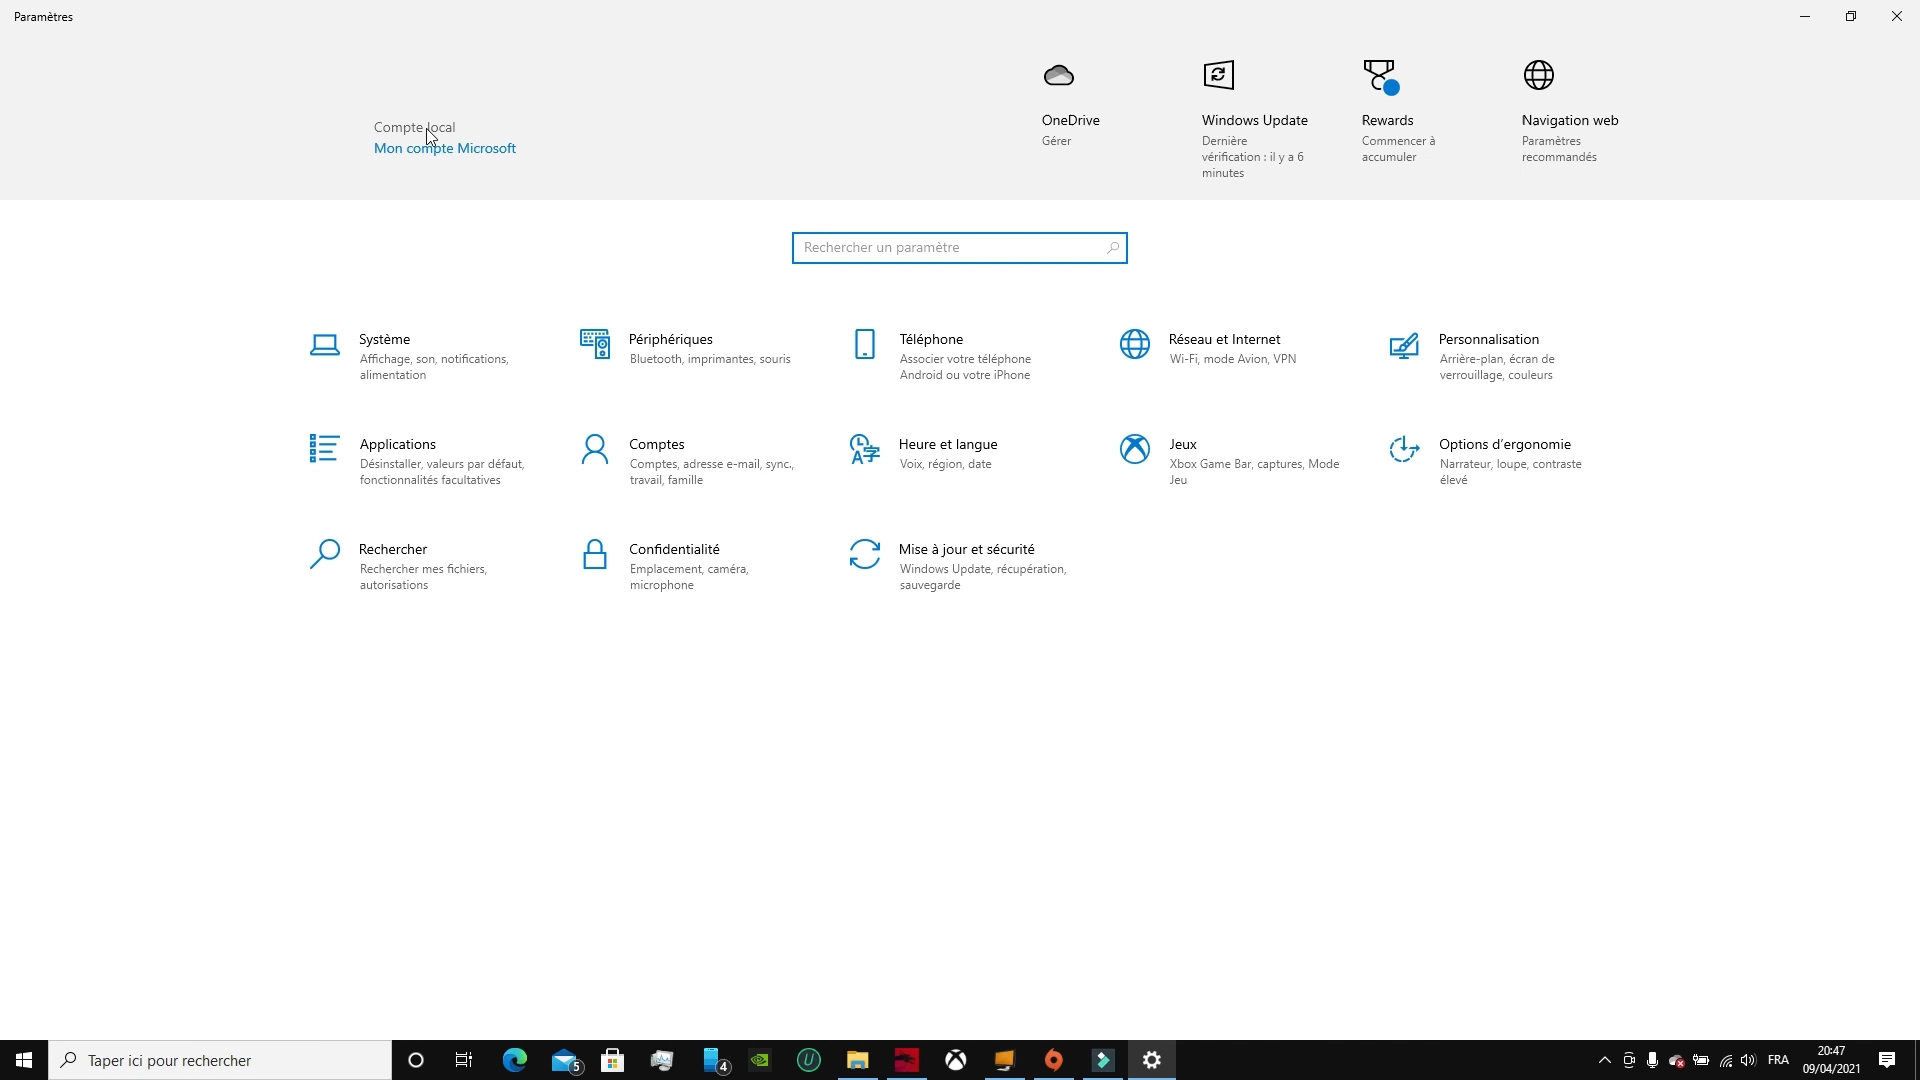 Paramètres
Compte local
Mon compte Microsoft
OneDrive
Gérer
Windows Update
Dernière
vérification : il y a 6
minutes
Rewards
Commencer à
accumuler
Navigation web
Paramètres
recommandés
Rechercher un paramètre
Système
Affichage, son, notifications,
alimentation
Périphériques
Bluetooth, imprimantes, souris
Téléphone
Associer votre téléphone
Android ou votre iPhone
Réseau et Internet
Wi-Fi, mode Avion, VPN
Personnalisation
Arrière-plan, écran de
verrouillage, couleurs
Applications
Désinstaller, valeurs par défaut,
fonctionnalités facultatives
Comptes
Comptes, adresse e-mail, sync.,
travail, famille
Heure et langue
Voix, région, date
Jeux
Xbox Game Bar, captures, Mode
Jeu
Options d'ergonomie
Narrateur, loupe, contraste
élevé
Rechercher
Rechercher mes fichiers,
autorisations
Confidentialité
Emplacement, caméra,
microphone
Mise à jour et sécurité
Windows Update, récupération,
sauvegarde
Taper ici pour rechercher
5
4
FRA
20:47
09/04/2021